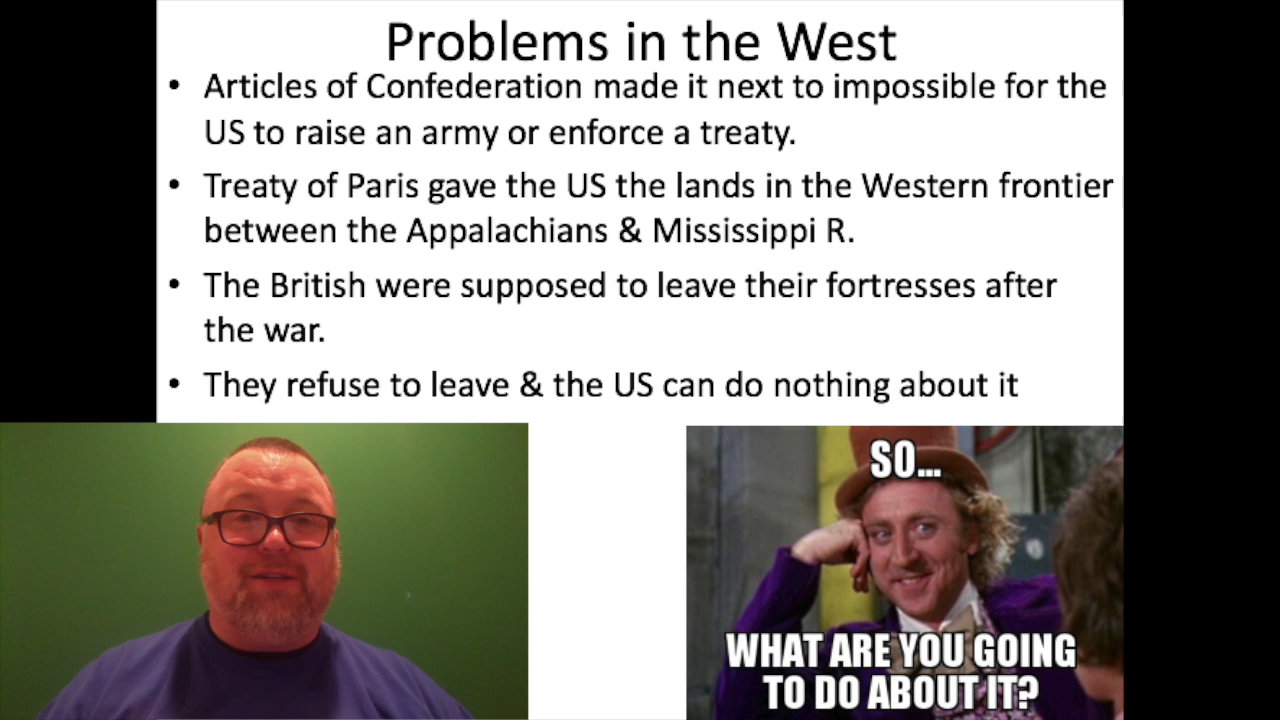 Problems in the West
• Articles of Confederation made it next to impossible for the
US to raise an army or enforce a treaty.
• Treaty of Paris gave the US the lands in the Western frontier
between the Appalachians & Mississippi R.
• The British were supposed to leave their fortresses after
the war.
• They refuse to leave & the US can do nothing about it
SO...
WHAT ARE YOU GOING
TO DO ABOUT IT?